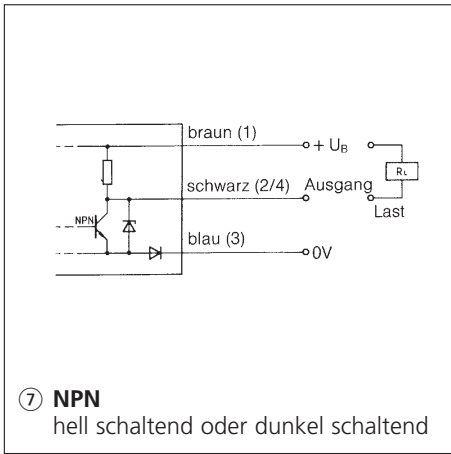 braun (1)
+ U_B
R_L
schwarz (2/4)
Ausgang
Last
NPN
blau (3)
0V
⑦ NPN
hell schaltend oder dunkel schaltend